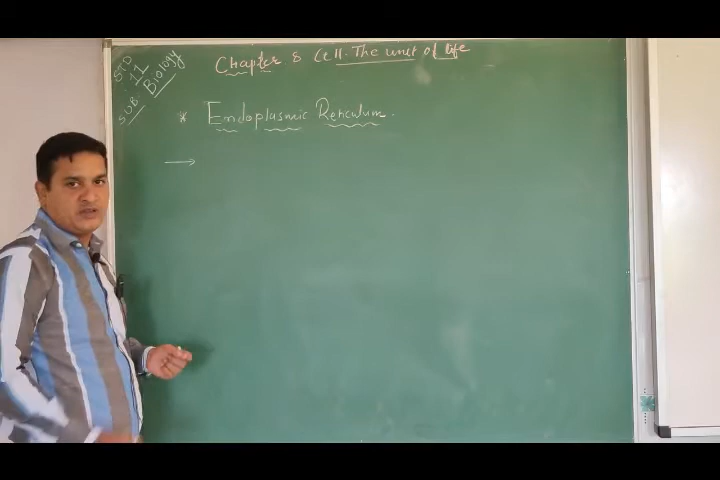 STD : 11
SUB : Biology
Chapter 8 Cell. The unit of life
* Endoplasmic Reticulum.
→